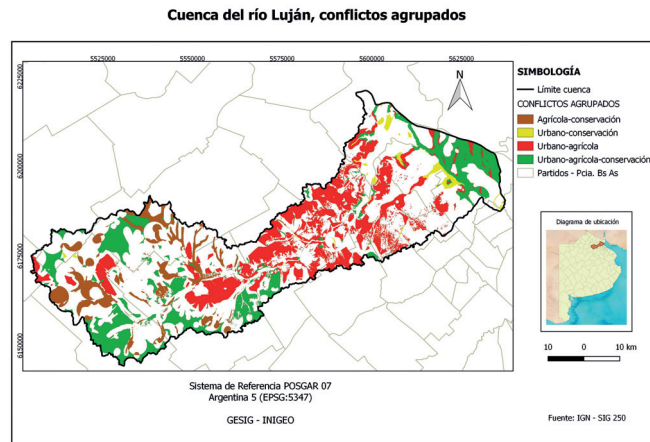 Cuenca del río Luján, conflictos agrupados
5525000 5550000 5575000 5600000 5625000
6225000
6200000
6175000
6150000
N
SIMBOLOGÍA
Límite cuenca
CONFLICTOS AGRUPADOS
Agrícola-conservación
Urbano-conservación
Urbano-agrícola
Urbano-agrícola-conservación
Partidos - Pcia. Bs As
Diagrama de ubicación
10 0 10 km
Sistema de Referencia POSGAR 07
Argentina 5 (EPSG:5347)
GESIG - INIGEO
Fuente: IGN - SIG 250